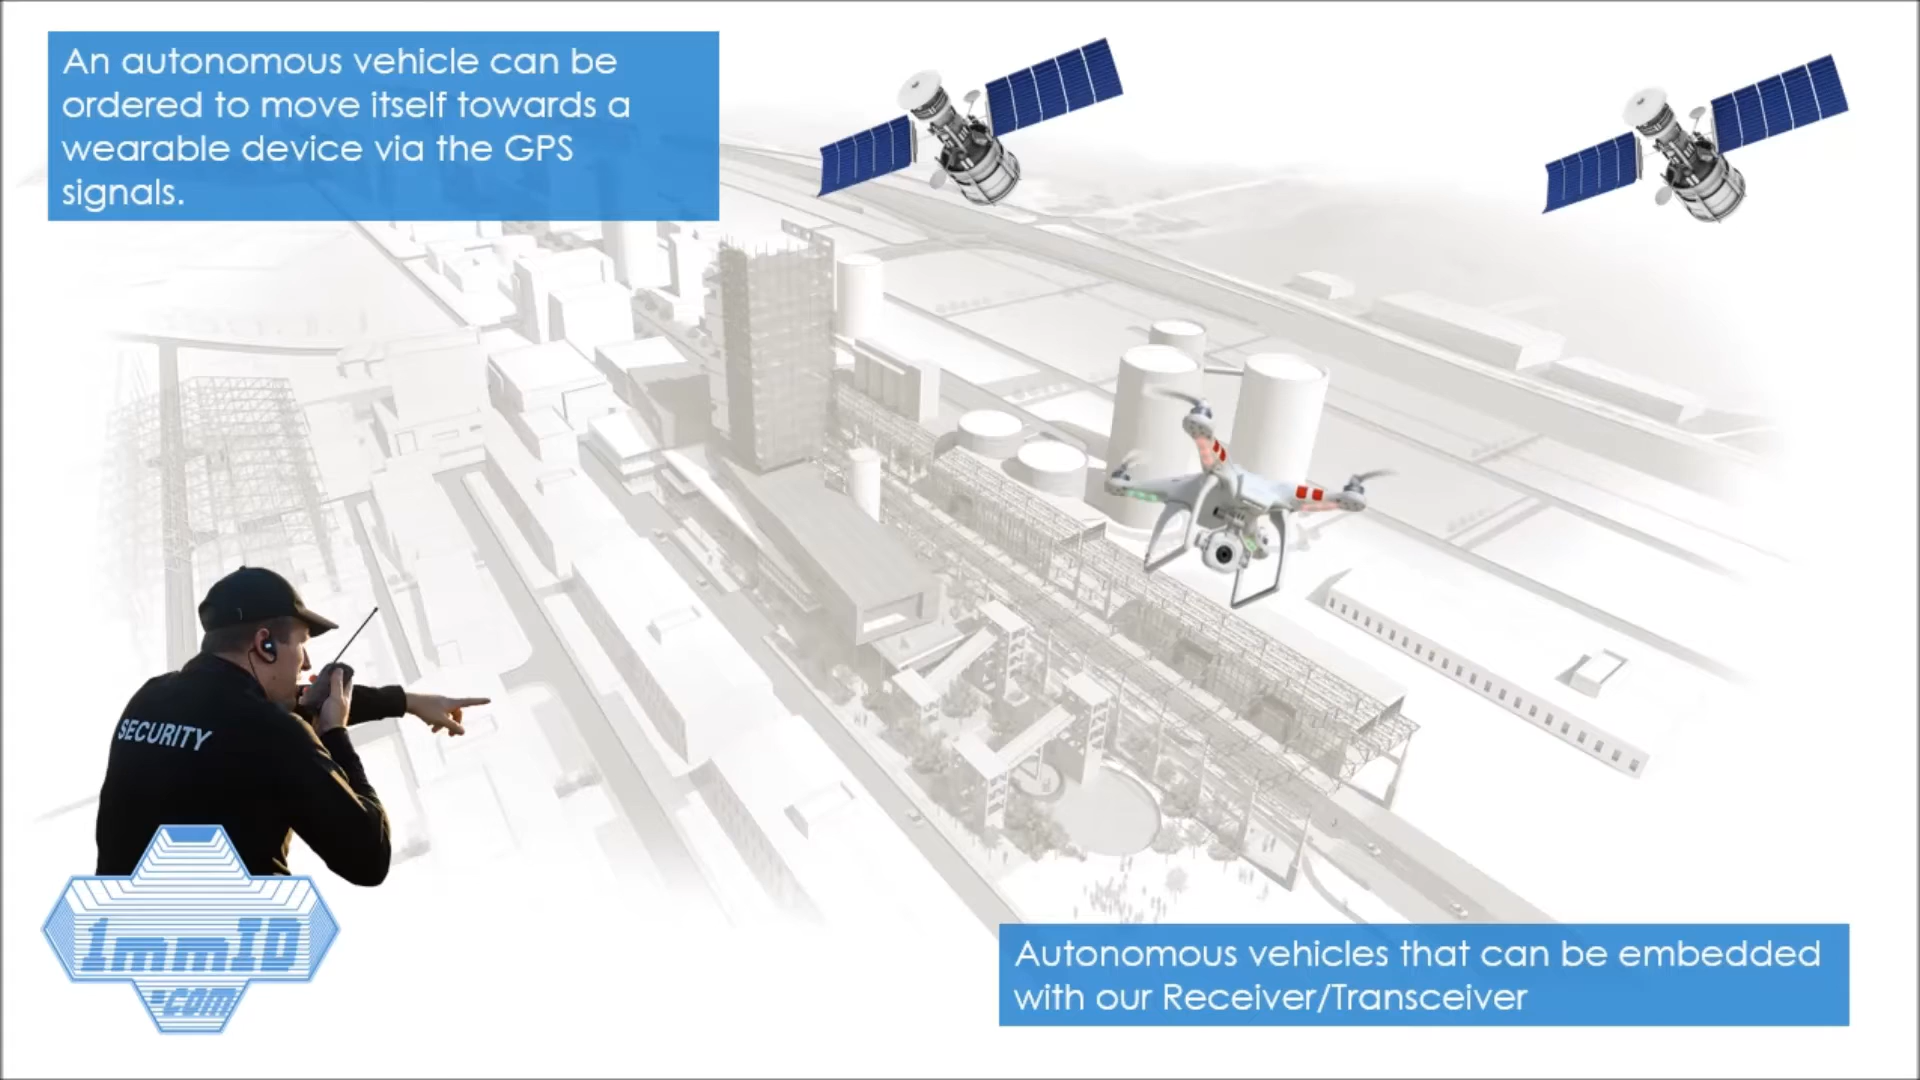 An autonomous vehicle can be
ordered to move itself towards a
wearable device via the GPS
signals.
SECURITY
1mmIO
.com
Autonomous vehicles that can be embedded
with our Receiver/Transceiver